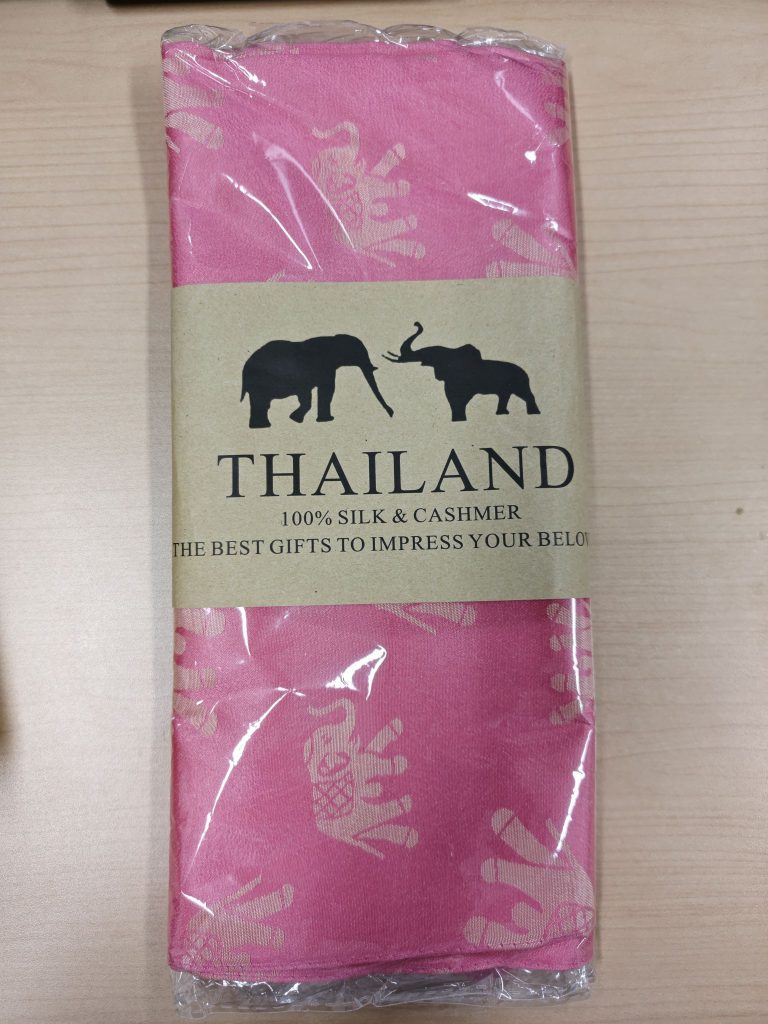 THAILAND
100% SILK & CASHMER
THE BEST GIFTS TO IMPRESS YOUR BELOV